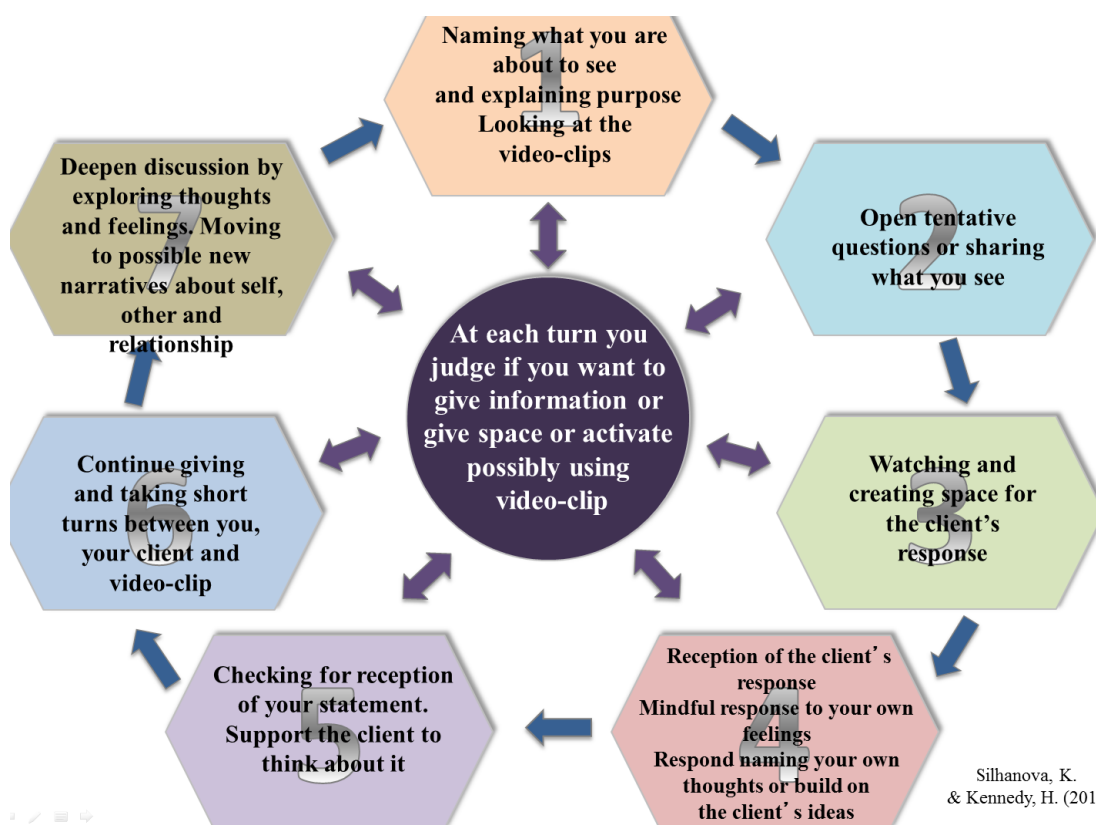 1
Naming what you are
about to see
and explaining purpose
Looking at the
video-clips
2
Open tentative
questions or sharing
what you see
3
Watching and
creating space for
the client’s
response
4
Reception of the client’s
response
Mindful response to your own
feelings
Respond naming your own
thoughts or build on
the client’s ideas
5
Checking for reception
of your statement.
Support the client to
think about it
6
Continue giving
and taking short
turns between you,
your client and
video-clip
7
Deepen discussion by
exploring thoughts
and feelings. Moving
to possible new
narratives about self,
other and
relationship
At each turn you
judge if you want to
give information or
give space or activate
possibly using
video-clip
Silhanova, K.
& Kennedy, H. (201